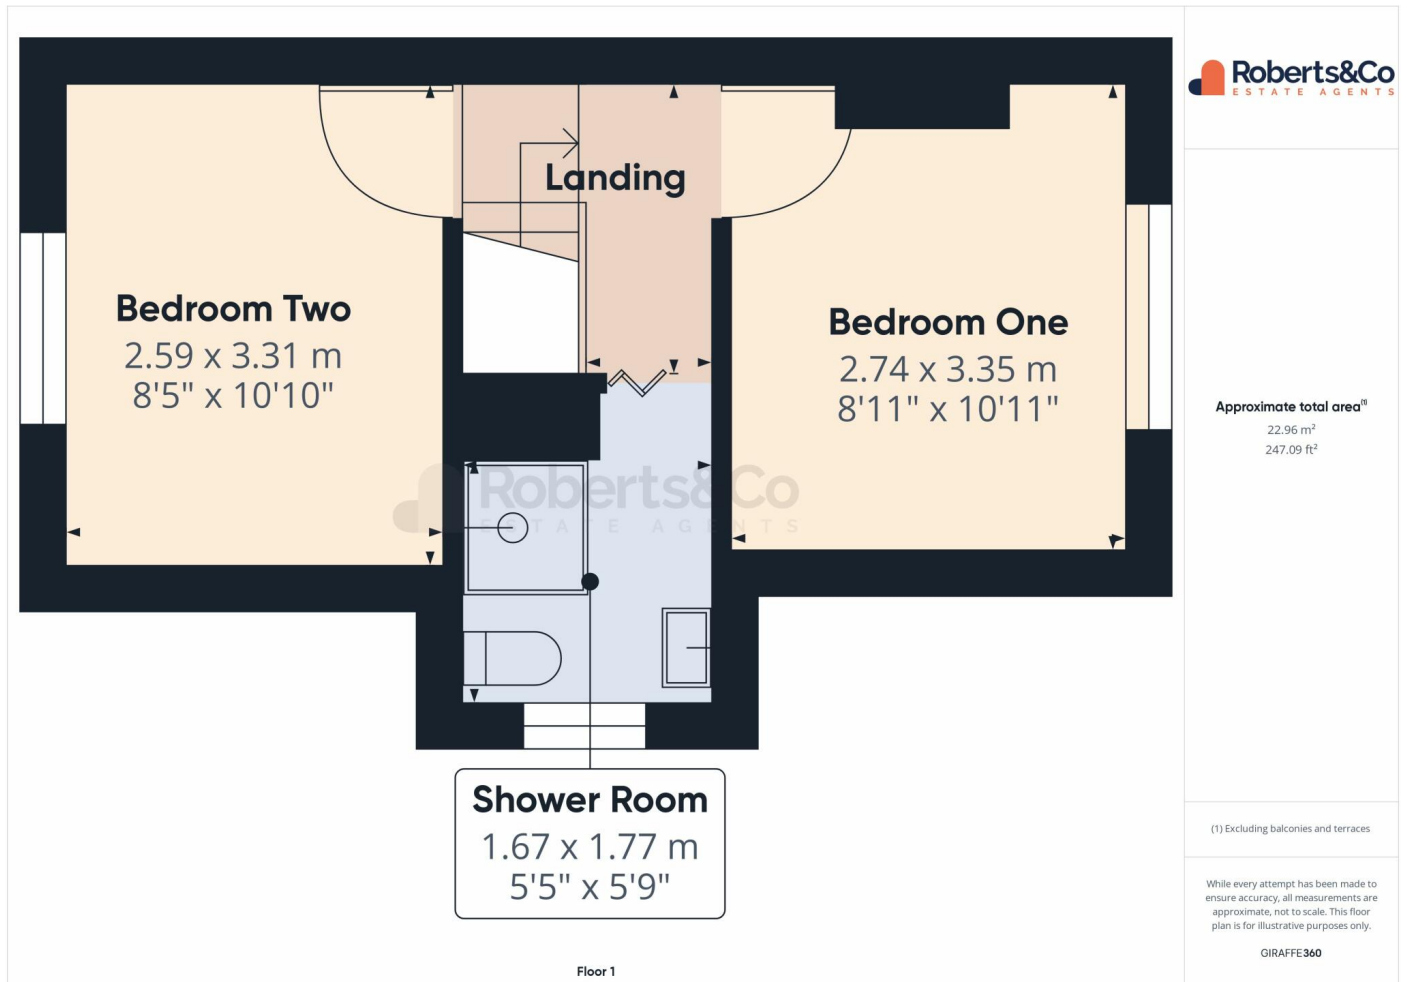 Roberts&Co
ESTATE AGENTS
Landing
Bedroom Two
2.59 x 3.31 m
8'5" x 10'10"
Bedroom One
2.74 x 3.35 m
8'11" x 10'11"
Roberts&Co
ESTATE AGENTS
Shower Room
1.67 x 1.77 m
5'5" x 5'9"
Floor 1
Approximate total area(1)
22.96 m²
247.09 ft²
(1) Excluding balconies and terraces
While every attempt has been made to
ensure accuracy, all measurements are
approximate, not to scale. This floor
plan is for illustrative purposes only.
GIRAFFE360